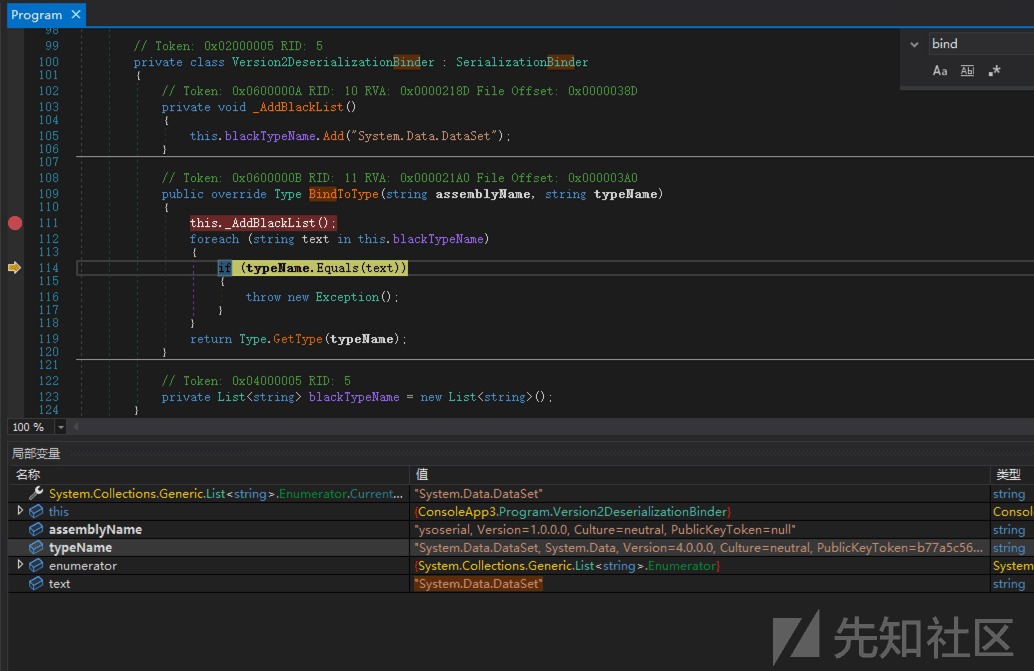 Program ×
bind
Aa Ab .*
98
99 // Token: 0x02000005 RID: 5
100 private class Version2DeserializationBinder : SerializationBinder
101 {
102 // Token: 0x0600000A RID: 10 RVA: 0x0000218D File Offset: 0x0000038D
103 private void _AddBlackList()
104 {
105 this.blackTypeName.Add("System.Data.DataSet");
106 }
107
108 // Token: 0x0600000B RID: 11 RVA: 0x000021A0 File Offset: 0x000003A0
109 public override Type BindToType(string assemblyName, string typeName)
110 {
111 this._AddBlackList();
112 foreach (string text in this.blackTypeName)
113 {
114 if (typeName.Equals(text))
115 {
116 throw new Exception();
117 }
118 }
119 return Type.GetType(typeName);
120 }
121
122 // Token: 0x04000005 RID: 5
123 private List<string> blackTypeName = new List<string>();
124 }
100 %
局部变量
名称 值 类型
System.Collections.Generic.List<string>.Enumerator.Current... "System.Data.DataSet" string
this {ConsoleApp3.Program.Version2DeserializationBinder} Consol
assemblyName "ysoserial, Version=1.0.0.0, Culture=neutral, PublicKeyToken=null" string
typeName "System.Data.DataSet, System.Data, Version=4.0.0.0, Culture=neutral, PublicKeyToken=b77a5c56... string
enumerator {System.Collections.Generic.List<string>.Enumerator} System
text "System.Data.DataSet" string
先知社区